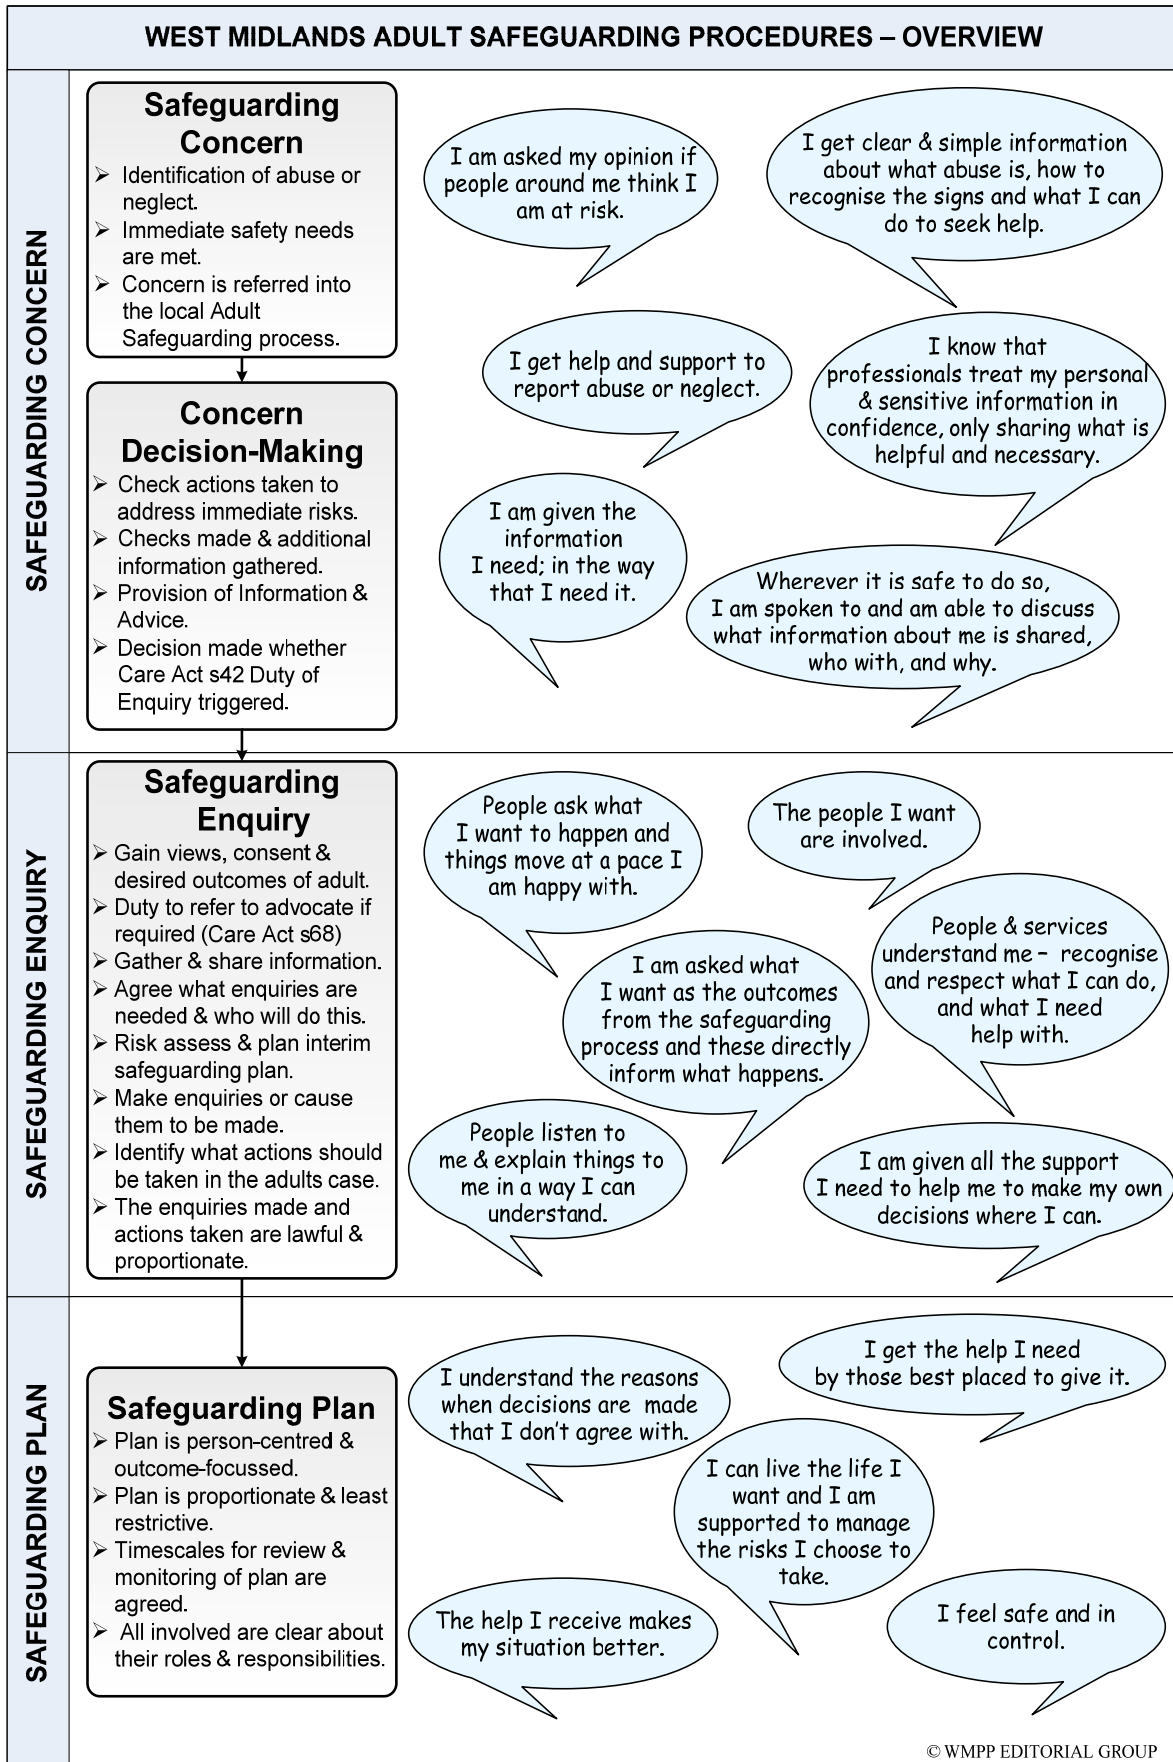 WEST MIDLANDS ADULT SAFEGUARDING PROCEDURES – OVERVIEW
SAFEGUARDING CONCERN
Safeguarding
Concern
➢ Identification of abuse or
neglect.
➢ Immediate safety needs
are met.
➢ Concern is referred into
the local Adult
Safeguarding process.
Concern
Decision-Making
➢ Check actions taken to
address immediate risks.
➢ Checks made & additional
information gathered.
➢ Provision of Information &
Advice.
➢ Decision made whether
Care Act s42 Duty of
Enquiry triggered.
I am asked my opinion if
people around me think I
am at risk.
I get clear & simple information
about what abuse is, how to
recognise the signs and what I can
do to seek help.
I get help and support to
report abuse or neglect.
I know that
professionals treat my personal
& sensitive information in
confidence, only sharing what is
helpful and necessary.
I am given the
information
I need; in the way
that I need it.
Wherever it is safe to do so,
I am spoken to and am able to discuss
what information about me is shared,
who with, and why.
SAFEGUARDING ENQUIRY
Safeguarding
Enquiry
➢ Gain views, consent &
desired outcomes of adult.
➢ Duty to refer to advocate if
required (Care Act s68)
➢ Gather & share information.
➢ Agree what enquiries are
needed & who will do this.
➢ Risk assess & plan interim
safeguarding plan.
➢ Make enquiries or cause
them to be made.
➢ Identify what actions should
be taken in the adults case.
➢ The enquiries made and
actions taken are lawful &
proportionate.
People ask what
I want to happen and
things move at a pace I
am happy with.
The people I want
are involved.
People & services
understand me – recognise
and respect what I can do,
and what I need
help with.
I am asked what
I want as the outcomes
from the safeguarding
process and these directly
inform what happens.
People listen to
me & explain things to
me in a way I can
understand.
I am given all the support
I need to help me to make my own
decisions where I can.
SAFEGUARDING PLAN
Safeguarding Plan
➢ Plan is person-centred &
outcome-focussed.
➢ Plan is proportionate & least
restrictive.
➢ Timescales for review &
monitoring of plan are
agreed.
➢ All involved are clear about
their roles & responsibilities.
I understand the reasons
when decisions are made
that I don't agree with.
I get the help I need
by those best placed to give it.
I can live the life I
want and I am
supported to manage
the risks I choose to
take.
The help I receive makes
my situation better.
I feel safe and in
control.
© WMPP EDITORIAL GROUP